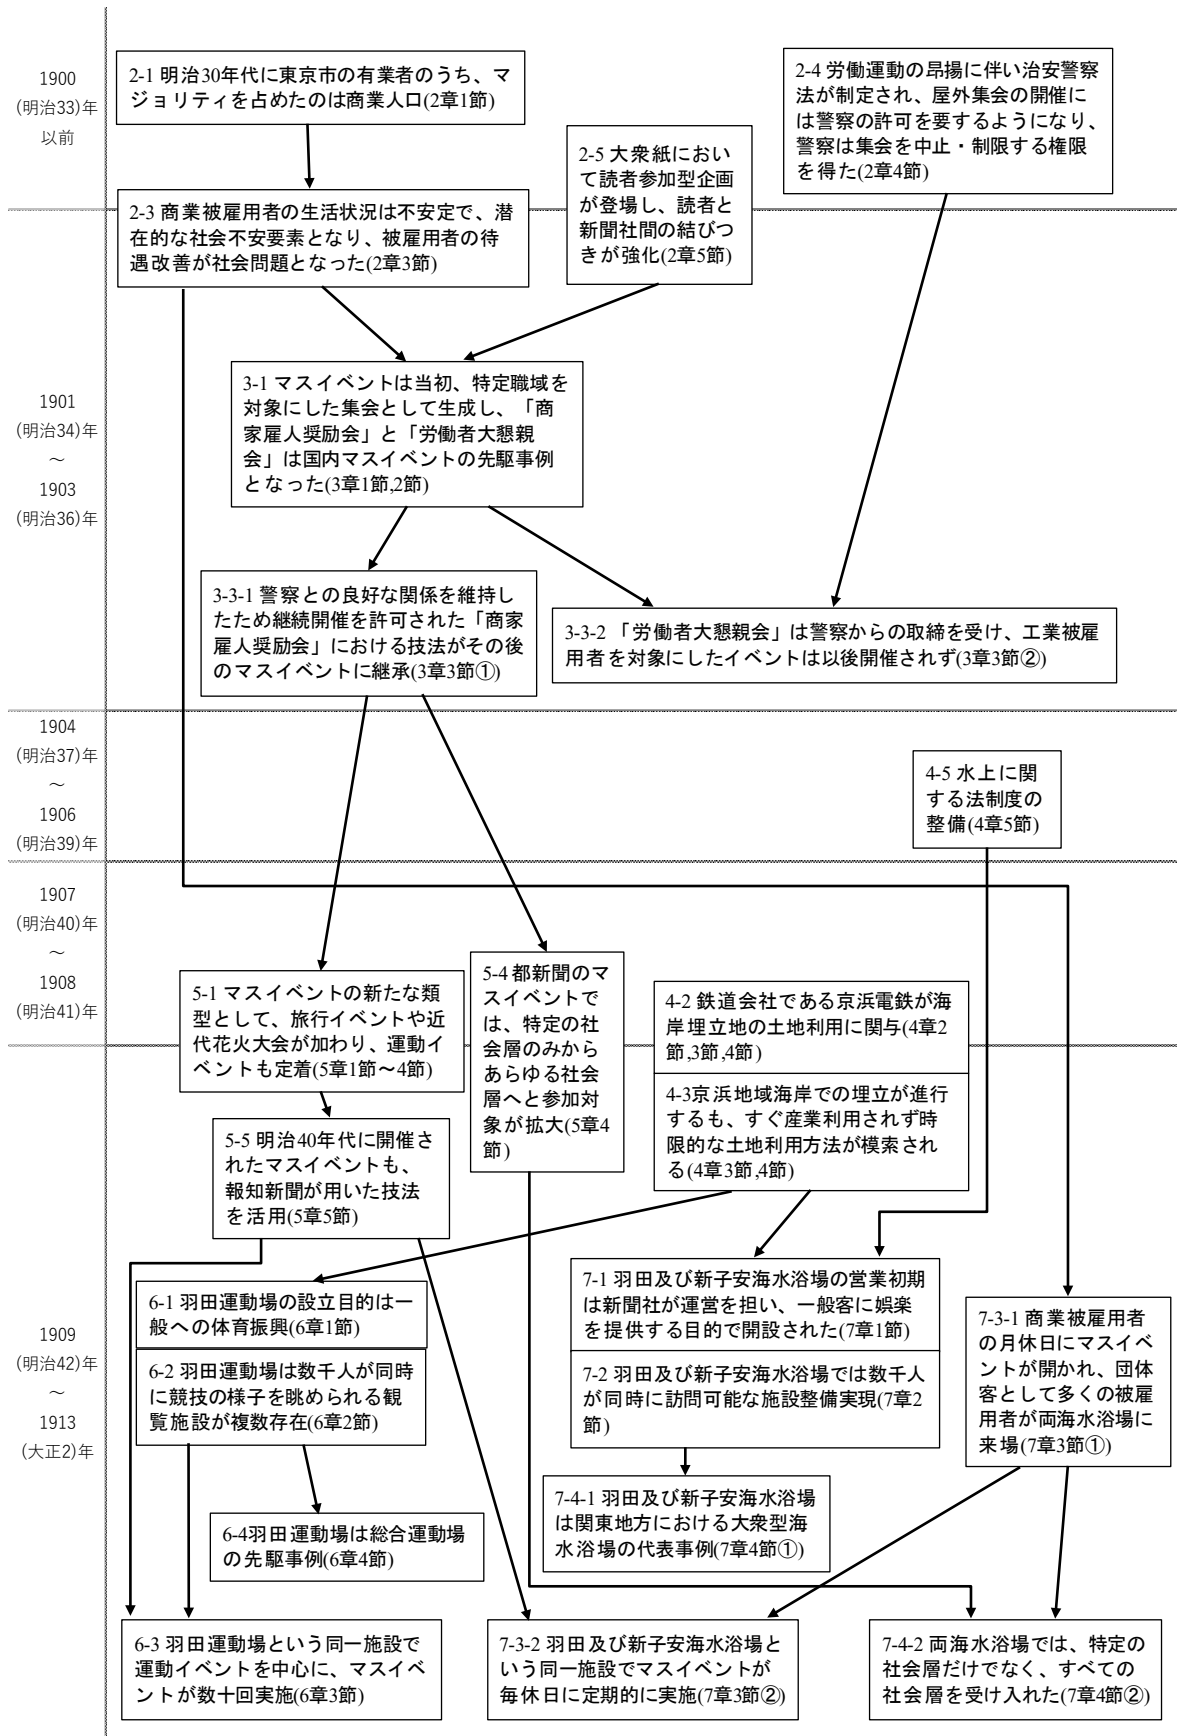 1900
(明治33)年
以前
2-1 明治30年代に東京市の有業者のうち、マ
ジョリティを占めたのは商業人口(2章1節)
2-4 労働運動の昂揚に伴い治安警察
法が制定され、屋外集会の開催に
は警察の許可を要するようになり、
警察は集会を中止・制限する権限
を得た(2章4節)
2-5 大衆紙におい
て読者参加型企画
が登場し、読者と
新聞社間の結びつ
きが強化(2章5節)
2-3 商業被雇用者の生活状況は不安定で、潜
在的な社会不安要素となり、被雇用者の待
遇改善が社会問題となった(2章3節)
1901
(明治34)年
~
1903
(明治36)年
3-1 マスイベントは当初、特定職域を
対象にした集会として生成し、「商
家雇人奨励会」と「労働者大懇親
会」は国内マスイベントの先駆事例
となった(3章1節,2節)
3-3-1 警察との良好な関係を維持し
たため継続開催を許可された「商家
雇人奨励会」における技法がその後
のマスイベントに継承(3章3節①)
3-3-2 「労働者大懇親会」は警察からの取締を受け、工業被雇
用者を対象にしたイベントは以後開催されず(3章3節②)
1904
(明治37)年
~
1906
(明治39)年
4-5 水上に関
する法制度の
整備(4章5節)
1907
(明治40)年
~
1908
(明治41)年
5-1 マスイベントの新たな類
型として、旅行イベントや近
代花火大会が加わり、運動イ
ベントも定着(5章1節~4節)
5-4 都新聞のマ
スイベントで
は、特定の社
会層のみから
あらゆる社会
層へと参加対
象が拡大(5章4
節)
4-2 鉄道会社である京浜電鉄が海
岸埋立地の土地利用に関与(4章2
節,3節,4節)
4-3京浜地域海岸での埋立が進行
するも、すぐ産業利用されず時
限的な土地利用方法が模索され
る(4章3節,4節)
5-5 明治40年代に開催さ
れたマスイベントも、
報知新聞が用いた技法
を活用(5章5節)
1909
(明治42)年
~
1913
(大正2)年
6-1 羽田運動場の設立目的は一
般への体育振興(6章1節)
6-2 羽田運動場は数千人が同時
に競技の様子を眺められる観
覧施設が複数存在(6章2節)
7-1 羽田及び新子安海水浴場の営業初期
は新聞社が運営を担い、一般客に娯楽
を提供する目的で開設された(7章1節)
7-2 羽田及び新子安海水浴場では数千人
が同時に訪問可能な施設整備実現(7章2
節)
7-3-1 商業被雇用者
の月休日にマスイベ
ントが開かれ、団体
客として多くの被雇
用者が両海水浴場に
来場(7章3節①)
7-4-1 羽田及び新子安海水浴場
は関東地方における大衆型海
水浴場の代表事例(7章4節①)
6-4羽田運動場は総合運動場
の先駆事例(6章4節)
6-3 羽田運動場という同一施設で
運動イベントを中心に、マスイベ
ントが数十回実施(6章3節)
7-3-2 羽田及び新子安海水浴場と
いう同一施設でマスイベントが
毎休日に定期的に実施(7章3節②)
7-4-2 両海水浴場では、特定の
社会層だけでなく、すべての
社会層を受け入れた(7章4節②)